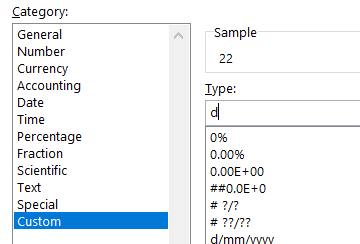 Category:
General
Number
Currency
Accounting
Date
Time
Percentage
Fraction
Scientific
Text
Special
Custom
Sample
22
Type:
d
0%
0.00%
0.00E+00
##0.0E+0
# ?/?
# ??/??
d/mm/yyyy